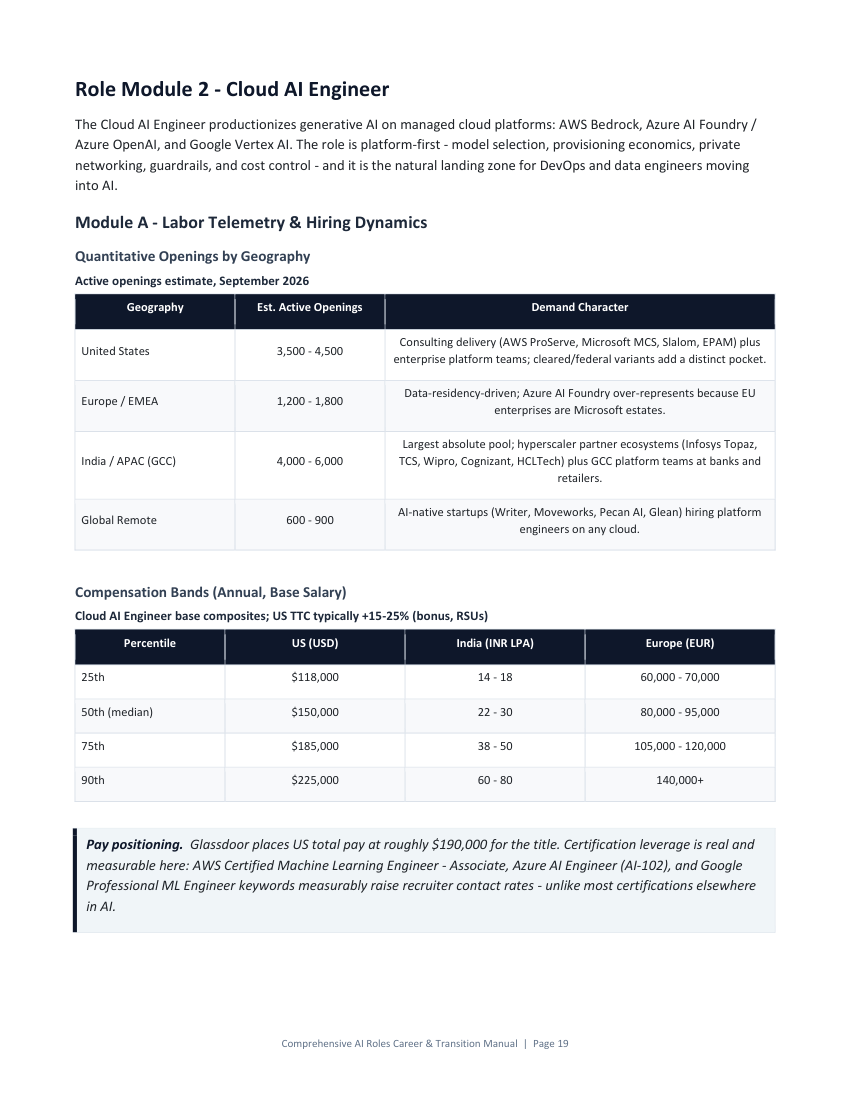 Role Module 2 - Cloud AI Engineer
The Cloud AI Engineer productionizes generative AI on managed cloud platforms: AWS Bedrock, Azure AI Foundry /
Azure OpenAI, and Google Vertex AI. The role is platform-first - model selection, provisioning economics, private
networking, guardrails, and cost control - and it is the natural landing zone for DevOps and data engineers moving
into AI.
Module A - Labor Telemetry & Hiring Dynamics
Quantitative Openings by Geography
Active openings estimate, September 2026
Geography Est. Active Openings Demand Character
United States 3,500 - 4,500 Consulting delivery (AWS ProServe, Microsoft MCS, Slalom, EPAM) plus
enterprise platform teams; cleared/federal variants add a distinct pocket.
Europe / EMEA 1,200 - 1,800 Data-residency-driven; Azure AI Foundry over-represents because EU
enterprises are Microsoft estates.
India / APAC (GCC) 4,000 - 6,000 Largest absolute pool; hyperscaler partner ecosystems (Infosys Topaz,
TCS, Wipro, Cognizant, HCLTech) plus GCC platform teams at banks and
retailers.
Global Remote 600 - 900 AI-native startups (Writer, Moveworks, Pecan AI, Glean) hiring platform
engineers on any cloud.
Compensation Bands (Annual, Base Salary)
Cloud AI Engineer base composites; US TTC typically +15-25% (bonus, RSUs)
Percentile US (USD) India (INR LPA) Europe (EUR)
25th $118,000 14 - 18 60,000 - 70,000
50th (median) $150,000 22 - 30 80,000 - 95,000
75th $185,000 38 - 50 105,000 - 120,000
90th $225,000 60 - 80 140,000+
Pay positioning. Glassdoor places US total pay at roughly $190,000 for the title. Certification leverage is real and
measurable here: AWS Certified Machine Learning Engineer - Associate, Azure AI Engineer (AI-102), and Google
Professional ML Engineer keywords measurably raise recruiter contact rates - unlike most certifications elsewhere
in AI.
Comprehensive AI Roles Career & Transition Manual | Page 19